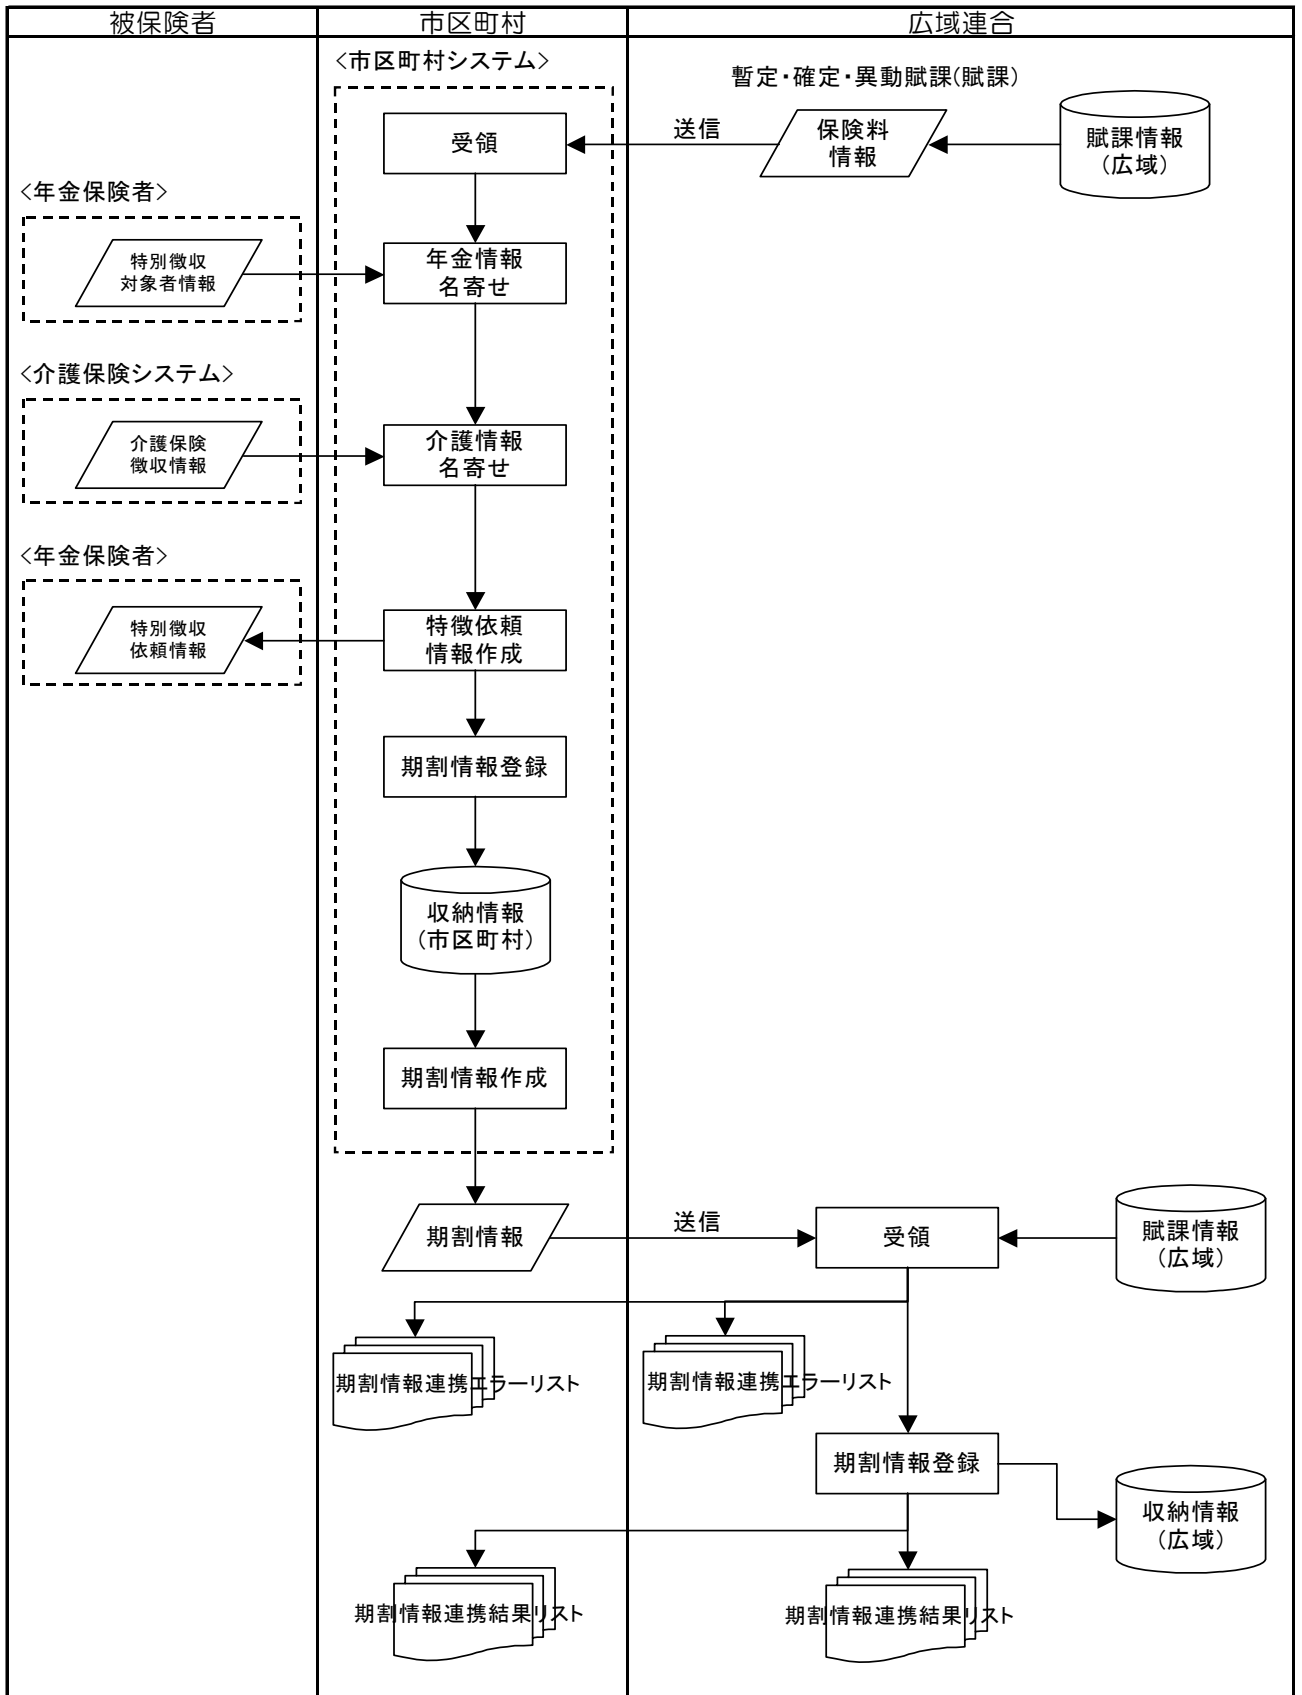 被保険者
市区町村
広域連合
<市区町村システム>
暫定・確定・異動賦課(賦課)
受領
送信
保険料
情報
賦課情報
(広域)
<年金保険者>
特別徴収
対象者情報
年金情報
名寄せ
<介護保険システム>
介護保険
徴収情報
介護情報
名寄せ
<年金保険者>
特別徴収
依頼情報
特徴依頼
情報作成
期割情報登録
収納情報
(市区町村)
期割情報作成
期割情報
送信
受領
賦課情報
(広域)
期割情報連携エラーリスト
期割情報連携エラーリスト
期割情報登録
収納情報
(広域)
期割情報連携結果リスト
期割情報連携結果リスト